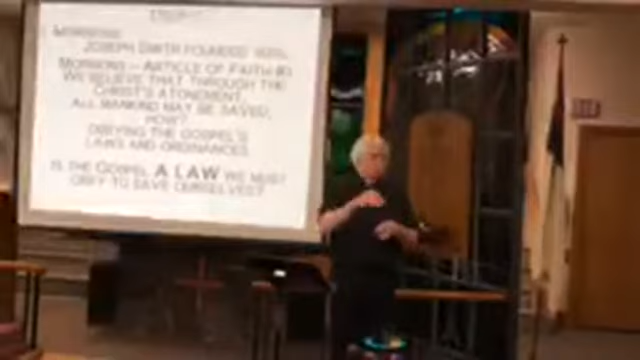 MORMONS
JOSEPH SMITH FOUNDED 1830,
MORMONS – ARTICLE OF FAITH #3
WE BELIEVE THAT THROUGH THE
CHRIST'S ATONEMENT
ALL MANKIND MAY BE SAVED,
HOW?
OBEYING THE GOSPEL'S
LAWS AND ORDINANCES
IS THE GOSPEL A LAW WE MUST
OBEY TO SAVE OURSELVES?